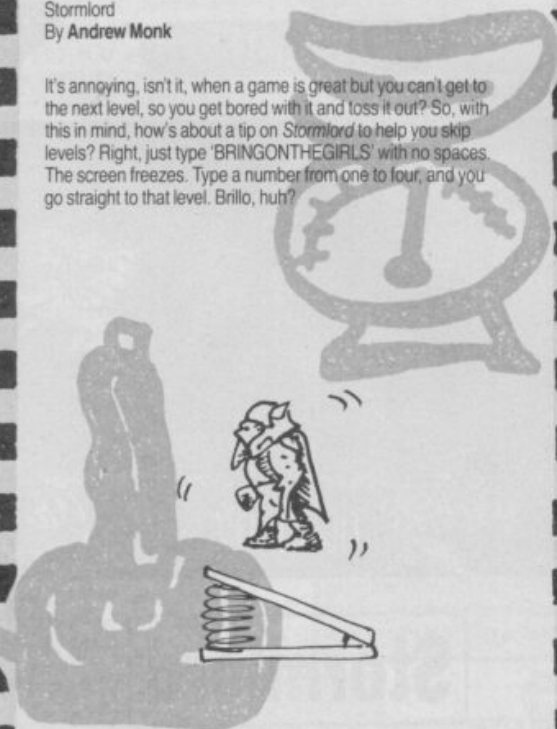 Stormlord
By Andrew Monk
It's annoying, isn't it, when a game is great but you can't get to
the next level, so you get bored with it and toss it out? So, with
this in mind, how's about a tip on Stormlord to help you skip
levels? Right, just type 'BRINGONTHEGIRLS' with no spaces.
The screen freezes. Type a number from one to four, and you
go straight to that level. Brillo, huh?